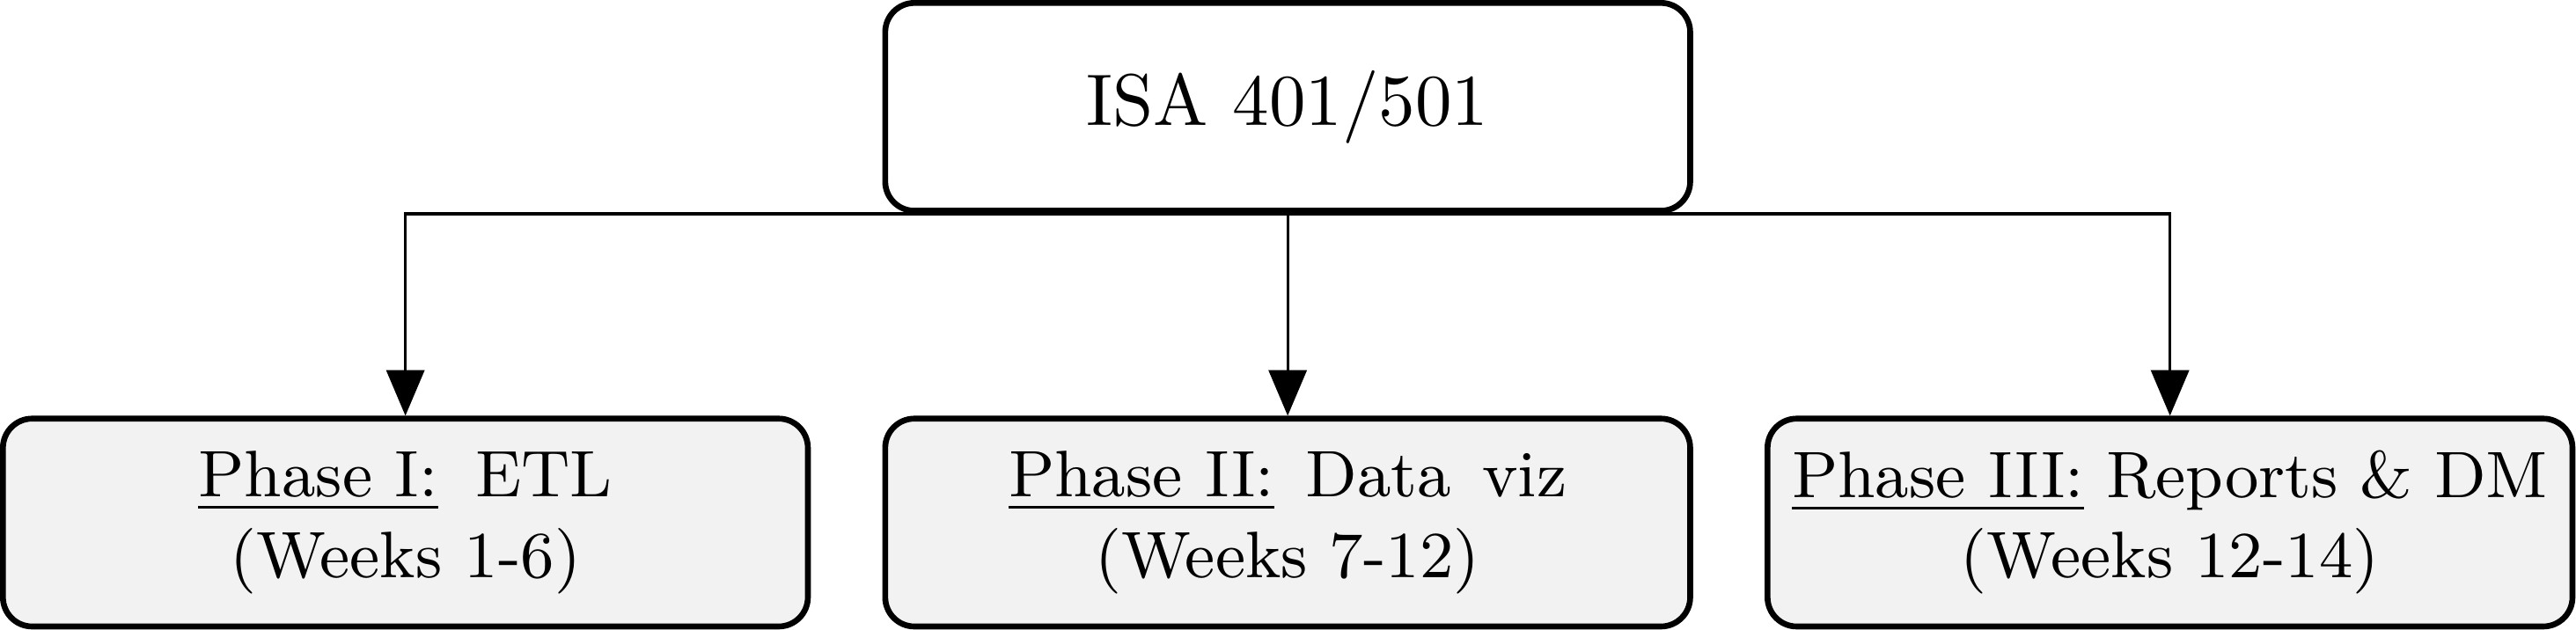 ISA 401/501
Phase I: ETL
(Weeks 1-6)
Phase II: Data viz
(Weeks 7-12)
Phase III: Reports & DM
(Weeks 12-14)